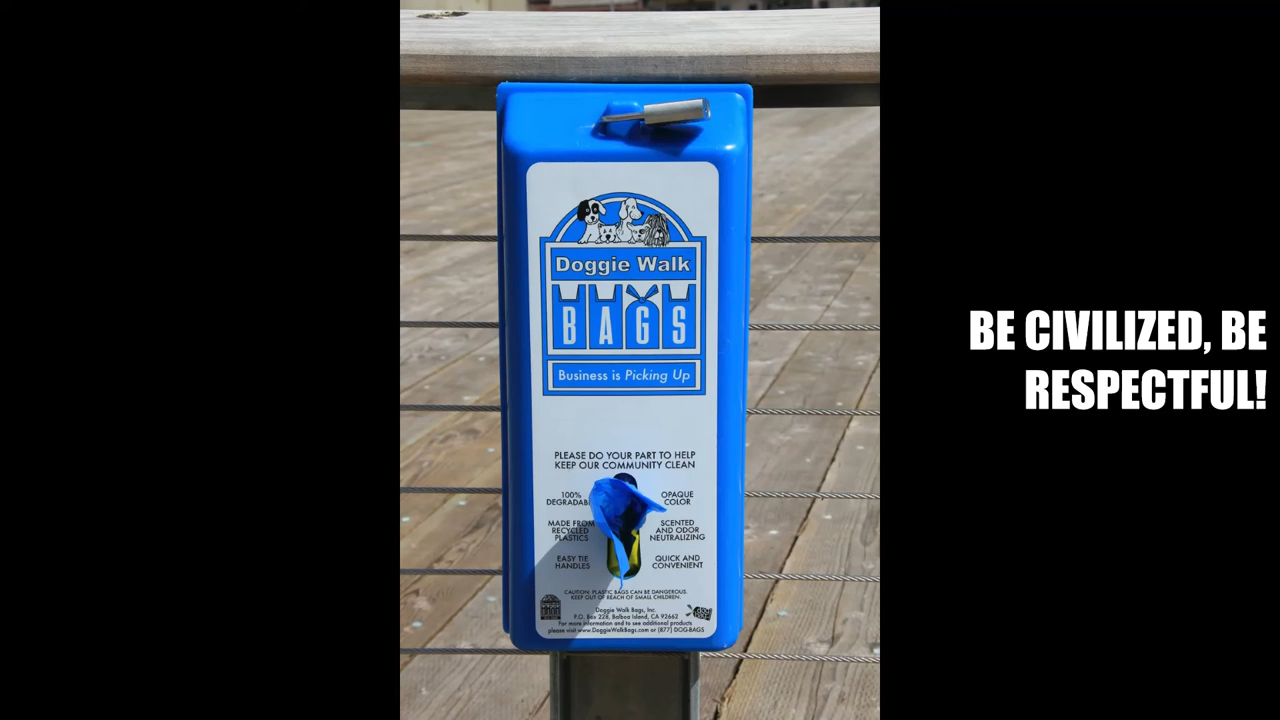 Doggie Walk
BAGS
Business is Picking Up
PLEASE DO YOUR PART TO HELP
KEEP OUR COMMUNITY CLEAN
100%
DEGRADAB
MADE FROM
RECYCLED
PLASTICS
EASY TIE
HANDLES
OPAQUE
COLOR
SCENTED
AND ODOR
NEUTRALIZING
QUICK AND
CONVENIENT
CAUTION: PLASTIC BAGS CAN BE DANGEROUS.
KEEP OUT OF REACH OF SMALL CHILDREN.
Doggie Walk Bags, Inc.
P.O. Box 228, Balboa Island, CA 92662
For more information and to see additional products
please visit www.DoggieWalkBags.com or (877) DOG-BAGS
BE CIVILIZED, BE
RESPECTFUL!